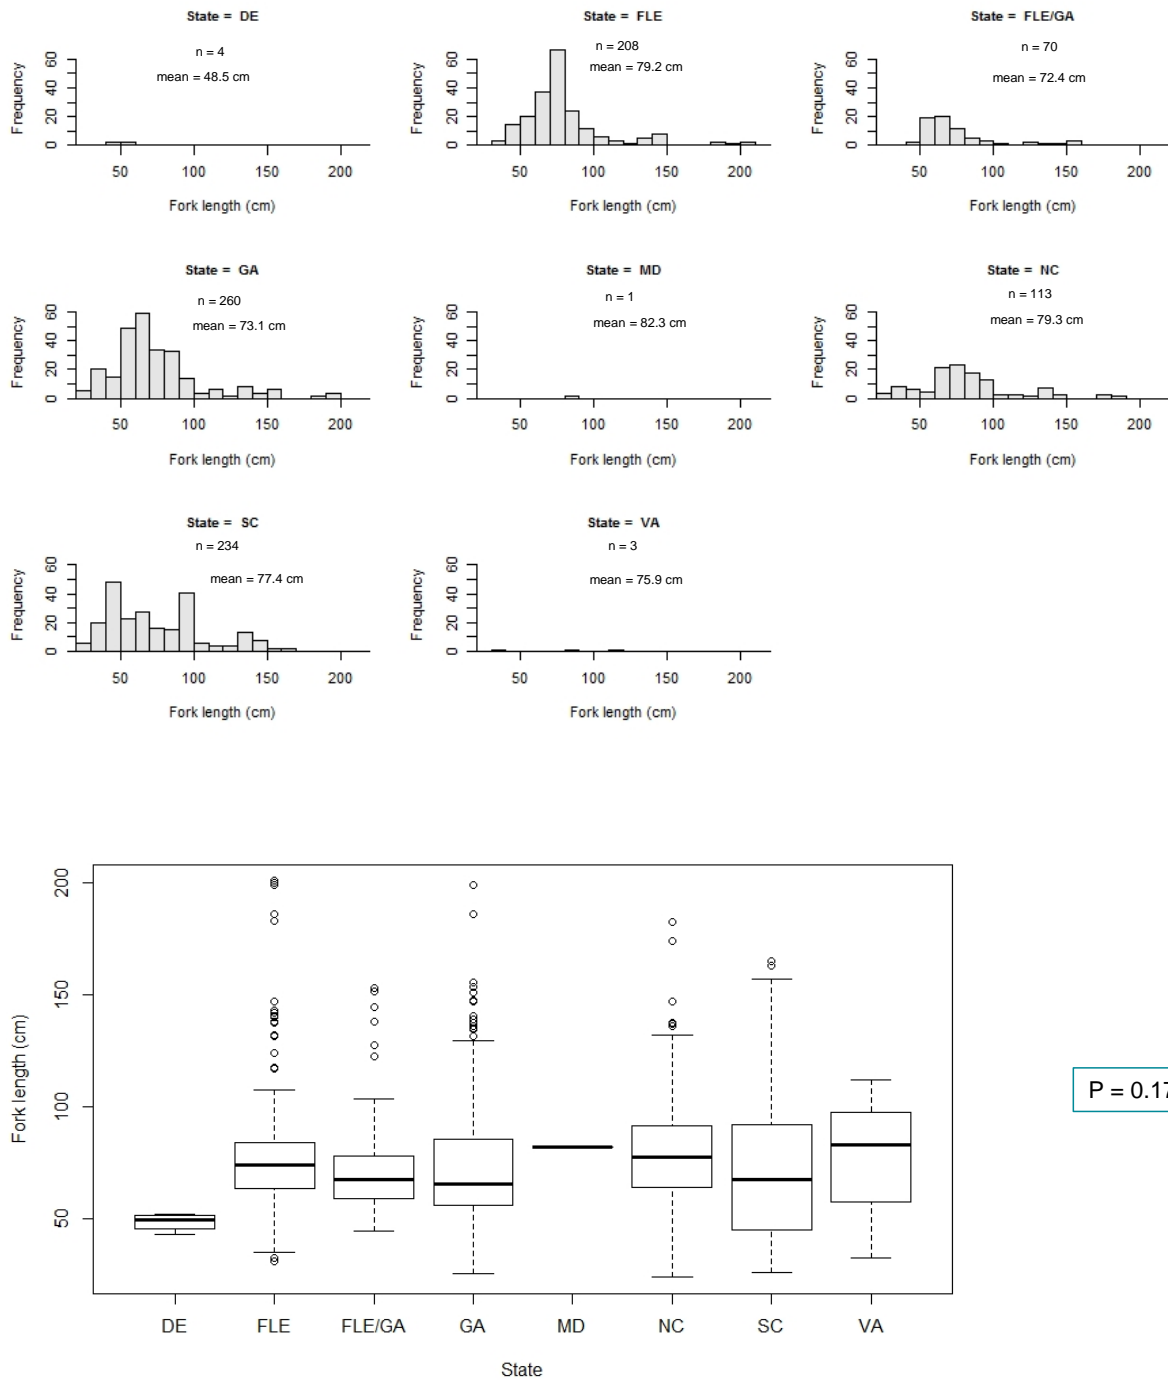 State = DE
n = 4
mean = 48.5 cm
Frequency
0 20 40 60
50 100 150 200
Fork length (cm)
State = FLE
n = 208
mean = 79.2 cm
Frequency
0 20 40 60
50 100 150 200
Fork length (cm)
State = FLE/GA
n = 70
mean = 72.4 cm
Frequency
0 20 40 60
50 100 150 200
Fork length (cm)
State = GA
n = 260
mean = 73.1 cm
Frequency
0 20 40 60
50 100 150 200
Fork length (cm)
State = MD
n = 1
mean = 82.3 cm
Frequency
0 20 40 60
50 100 150 200
Fork length (cm)
State = NC
n = 113
mean = 79.3 cm
Frequency
0 20 40 60
50 100 150 200
Fork length (cm)
State = SC
n = 234
mean = 77.4 cm
Frequency
0 20 40 60
50 100 150 200
Fork length (cm)
State = VA
n = 3
mean = 75.9 cm
Frequency
0 20 40 60
50 100 150 200
Fork length (cm)
Fork length (cm)
50 100 150 200
DE FLE FLE/GA GA MD NC SC VA
State
P = 0.17